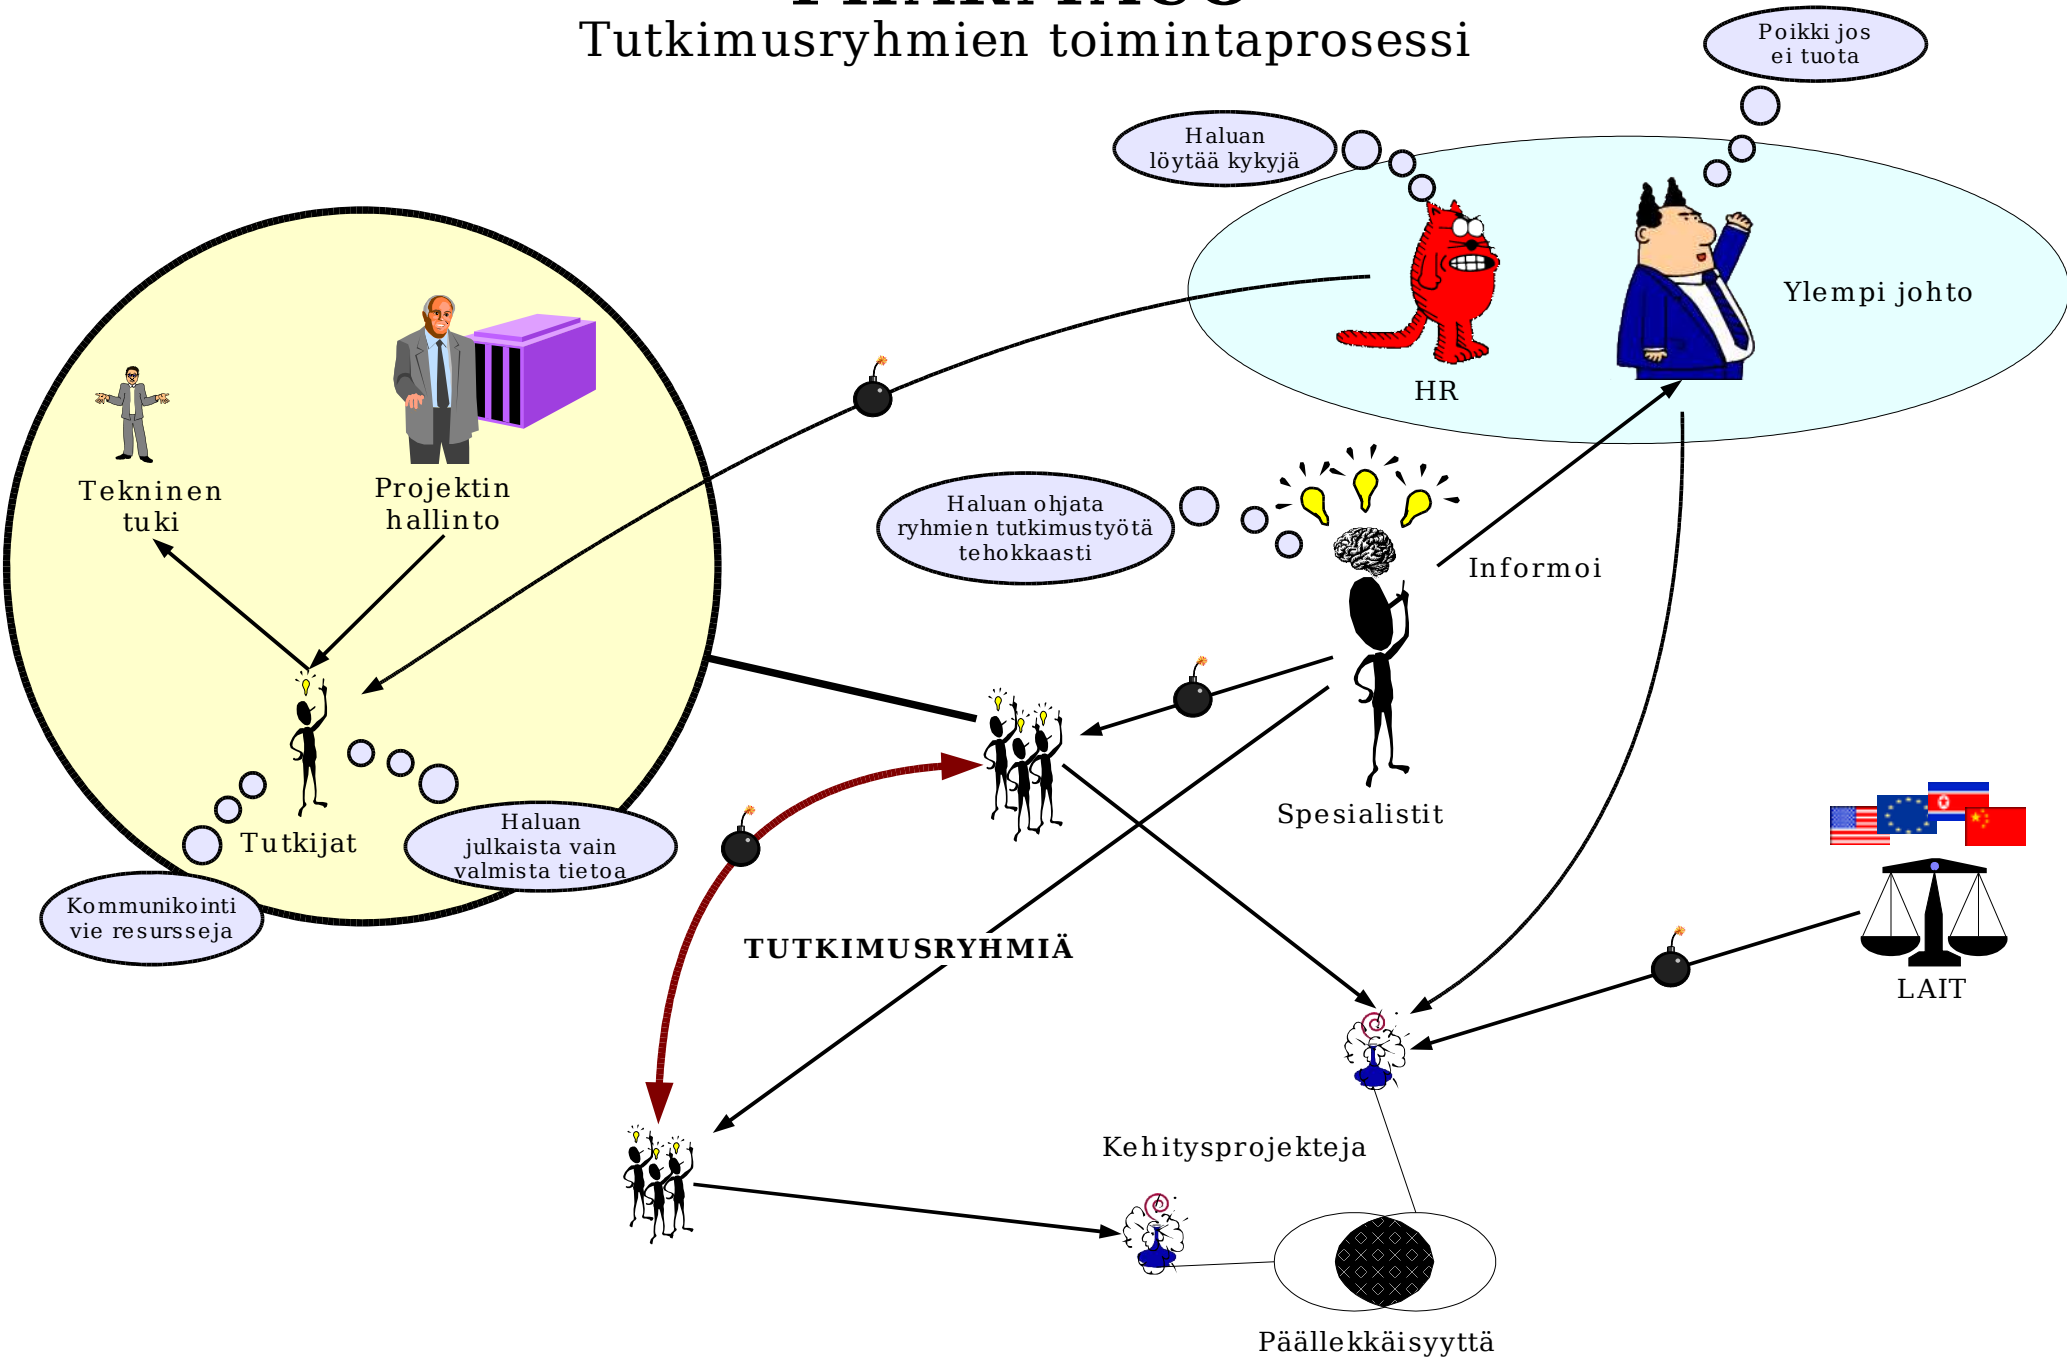 Tutkimusryhmien toimintaprosessi
Poikki jos
ei tuota
Haluan
löytää kykyjä
Ylempi johto
HR
Tekninen
tuki
Projektin
hallinto
Haluan ohjata
ryhmien tutkimustyötä
tehokkaasti
Informoi
Spesialistit
Tutkijat
Haluan
julkaista vain
valmista tietoa
Kommunikointi
vie resursseja
TUTKIMUSRYHMIÄ
LAIT
Kehitysprojekteja
Päällekkäisyyttä